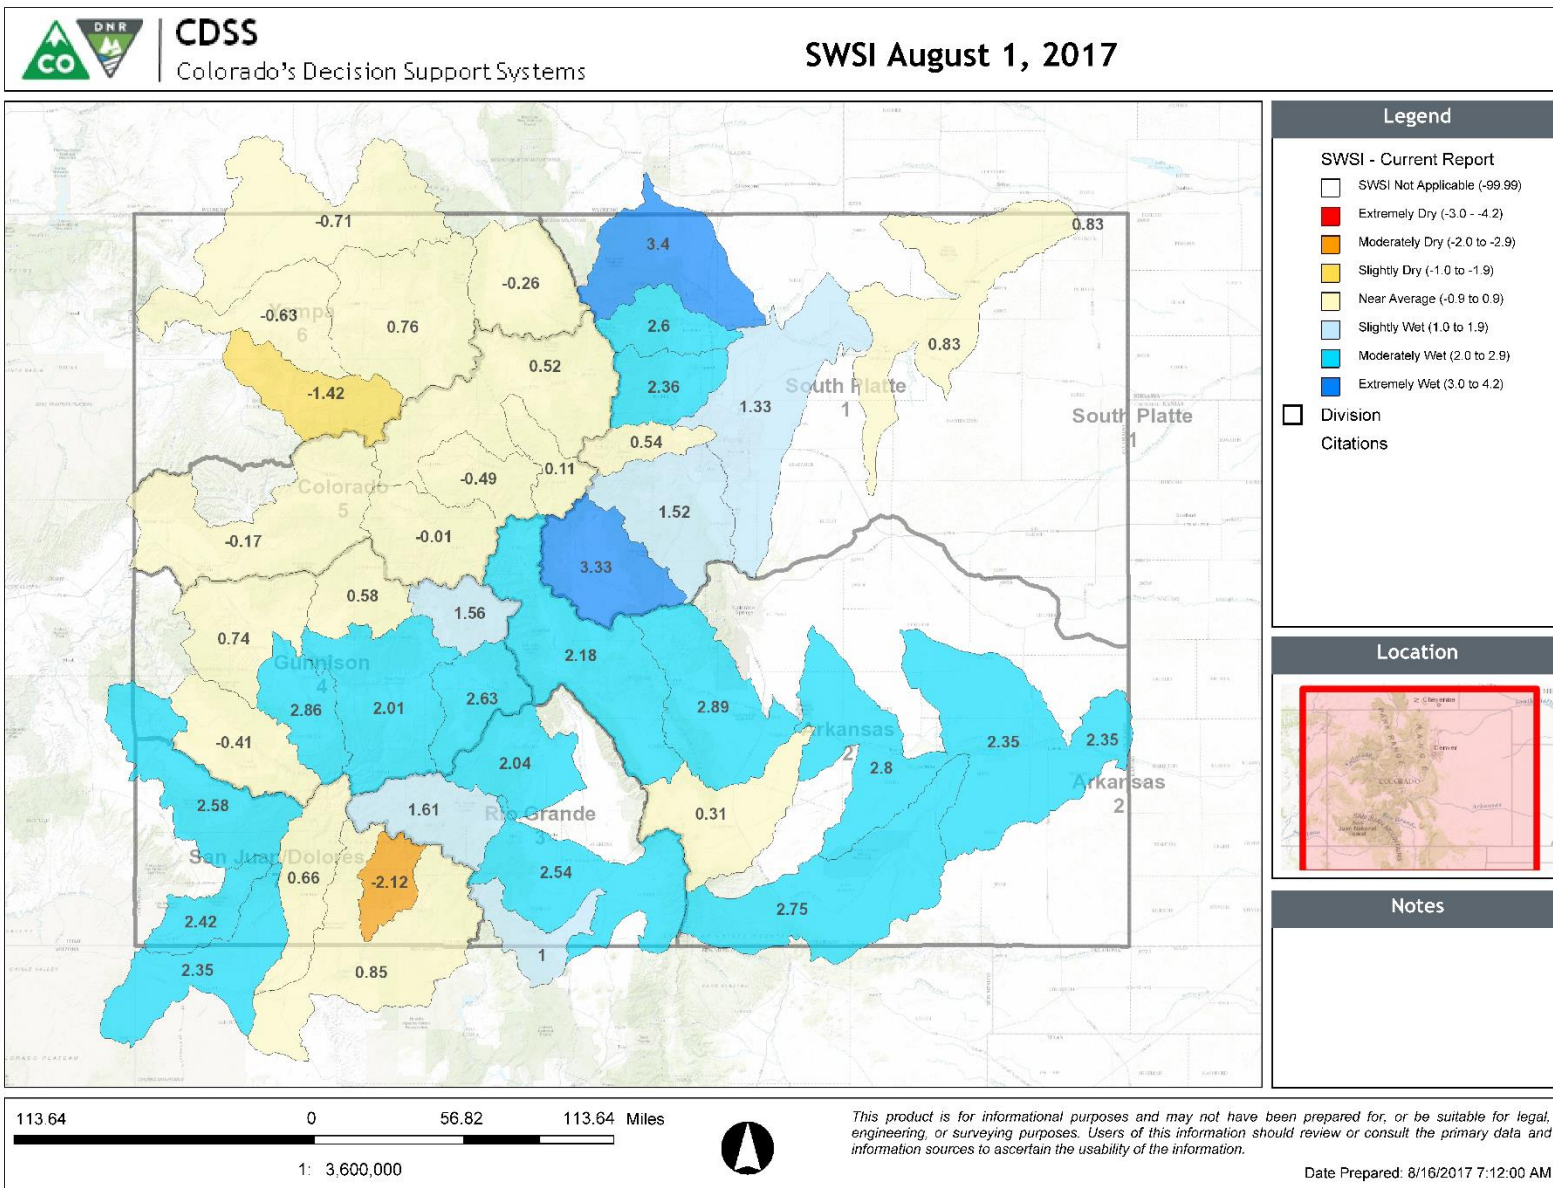 DNR
CO
CDSS
Colorado's Decision Support Systems
SWSI August 1, 2017
-0.71
0.83
3.4
-0.26
Yampa
6
-0.63
0.76
2.6
0.83
0.52
2.36
-1.42
South Platte
1
1.33
South Platte
1
0.54
0.11
-0.49
Colorado
5
1.52
-0.01
-0.17
3.33
0.58
1.56
0.74
2.18
Gunnison
4
2.63
2.86
2.01
2.89
-0.41
Arkansas
2
2.35
2.35
2.04
2.8
Arkansas
2
2.58
1.61
Rio Grande
3
0.31
San Juan/Dolores
0.66
-2.12
2.54
2.42
2.75
1
2.35
0.85
Legend
SWSI - Current Report
SWSI Not Applicable (-99.99)
Extremely Dry (-3.0 - -4.2)
Moderately Dry (-2.0 to -2.9)
Slightly Dry (-1.0 to -1.9)
Near Average (-0.9 to 0.9)
Slightly Wet (1.0 to 1.9)
Moderately Wet (2.0 to 2.9)
Extremely Wet (3.0 to 4.2)
Division
Citations
Location
Cheyenne
Denver
COLORADO
Notes
113.64 0 56.82 113.64 Miles
1: 3,600,000
This product is for informational purposes and may not have been prepared for, or be suitable for legal,
engineering, or surveying purposes. Users of this information should review or consult the primary data and
information sources to ascertain the usability of the information.
Date Prepared: 8/16/2017 7:12:00 AM